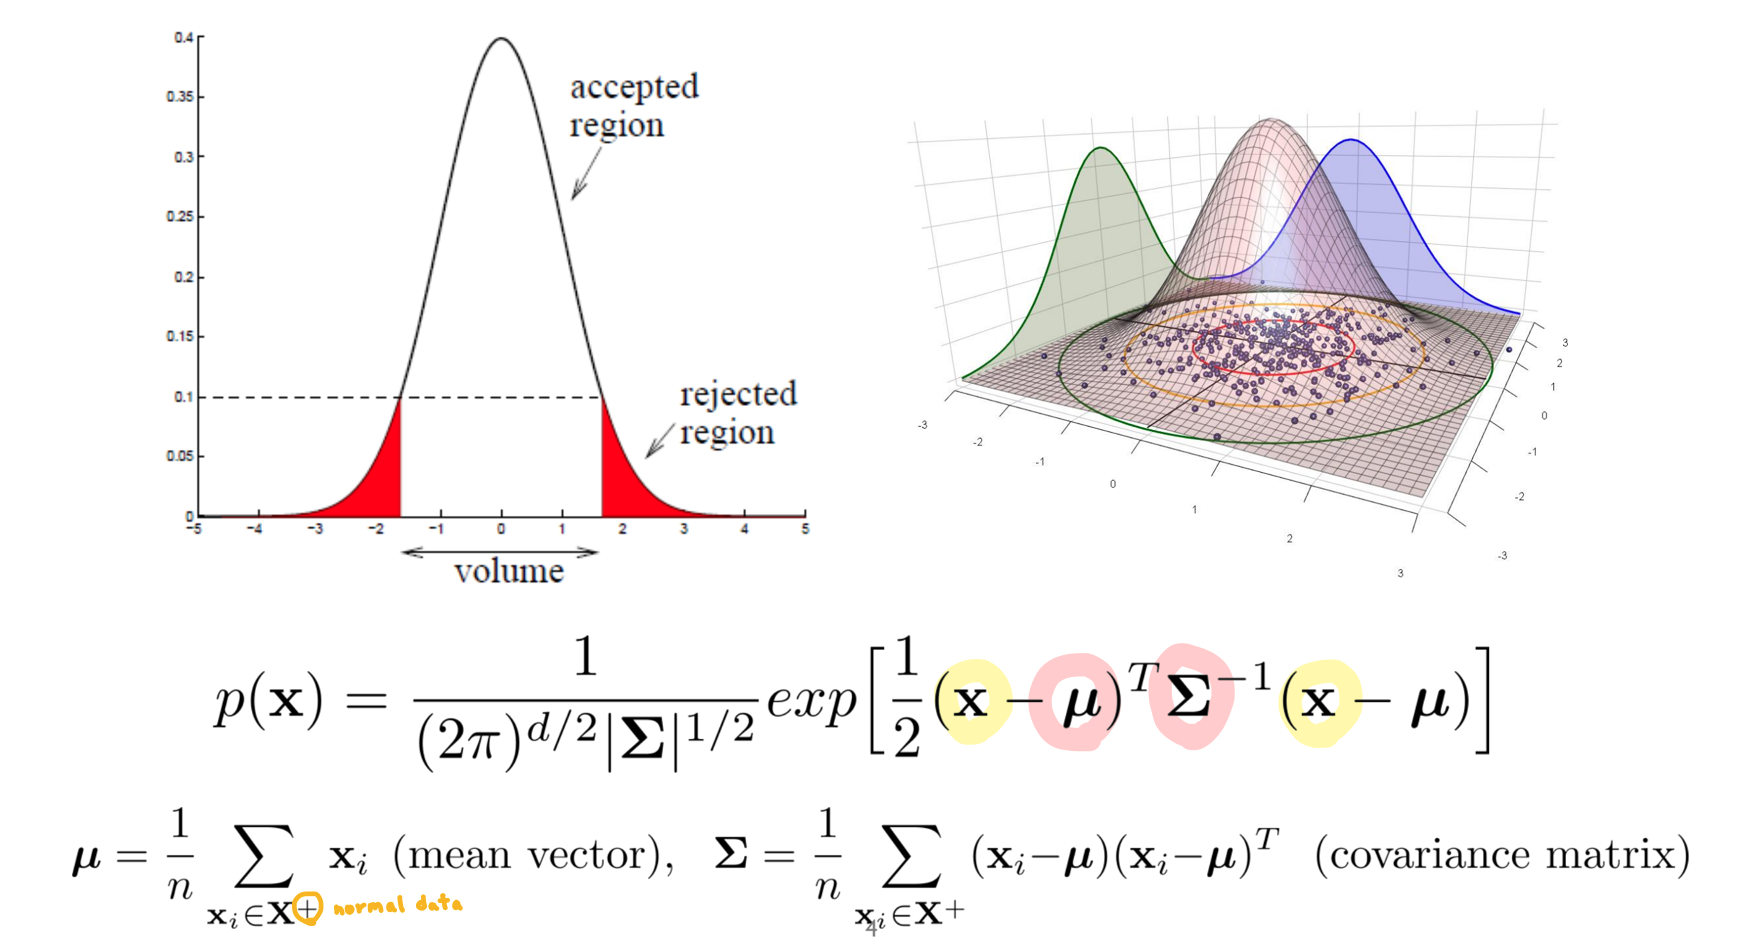 0.4
0.35
0.3
0.25
0.2
0.15
0.1
0.05
0
−5 −4 −3 −2 −1 0 1 2 3 4 5
accepted
region
rejected
region
volume
-3 -2 -1 0 1 2 3
3 2 1 0 -1 -2 -3
p(x) = 1 / ((2π)^{d/2}|Σ|^{1/2}) exp[1/2 (x − μ)^T Σ^{−1} (x − μ)]
μ = 1/n ∑_{x_i∈X+} x_i (mean vector), Σ = 1/n ∑_{x_i∈X+} (x_i−μ)(x_i−μ)^T (covariance matrix)
normal data
4